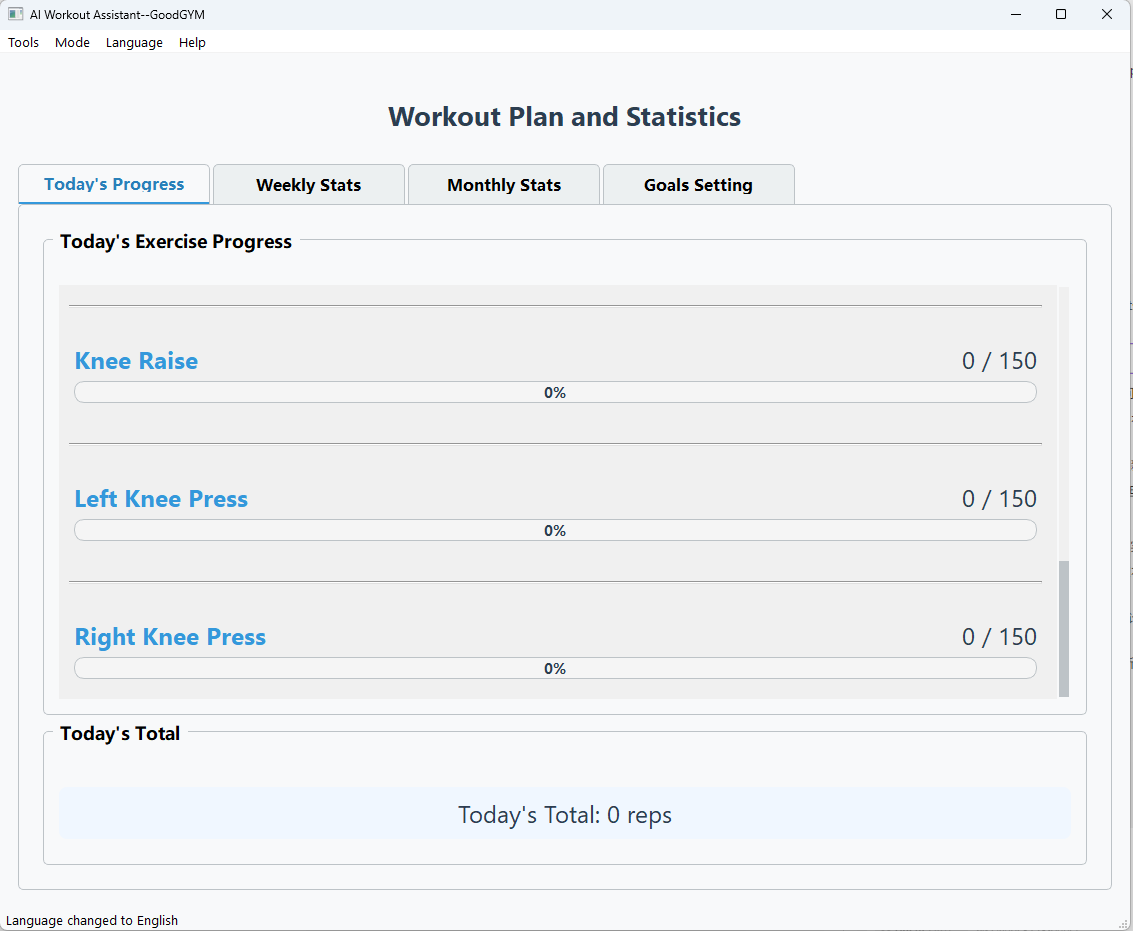 AI Workout Assistant--GoodGYM
Tools Mode Language Help
Workout Plan and Statistics
Today's Progress Weekly Stats Monthly Stats Goals Setting
Today's Exercise Progress
Knee Raise 0 / 150
0%
Left Knee Press 0 / 150
0%
Right Knee Press 0 / 150
0%
Today's Total
Today's Total: 0 reps
Language changed to English